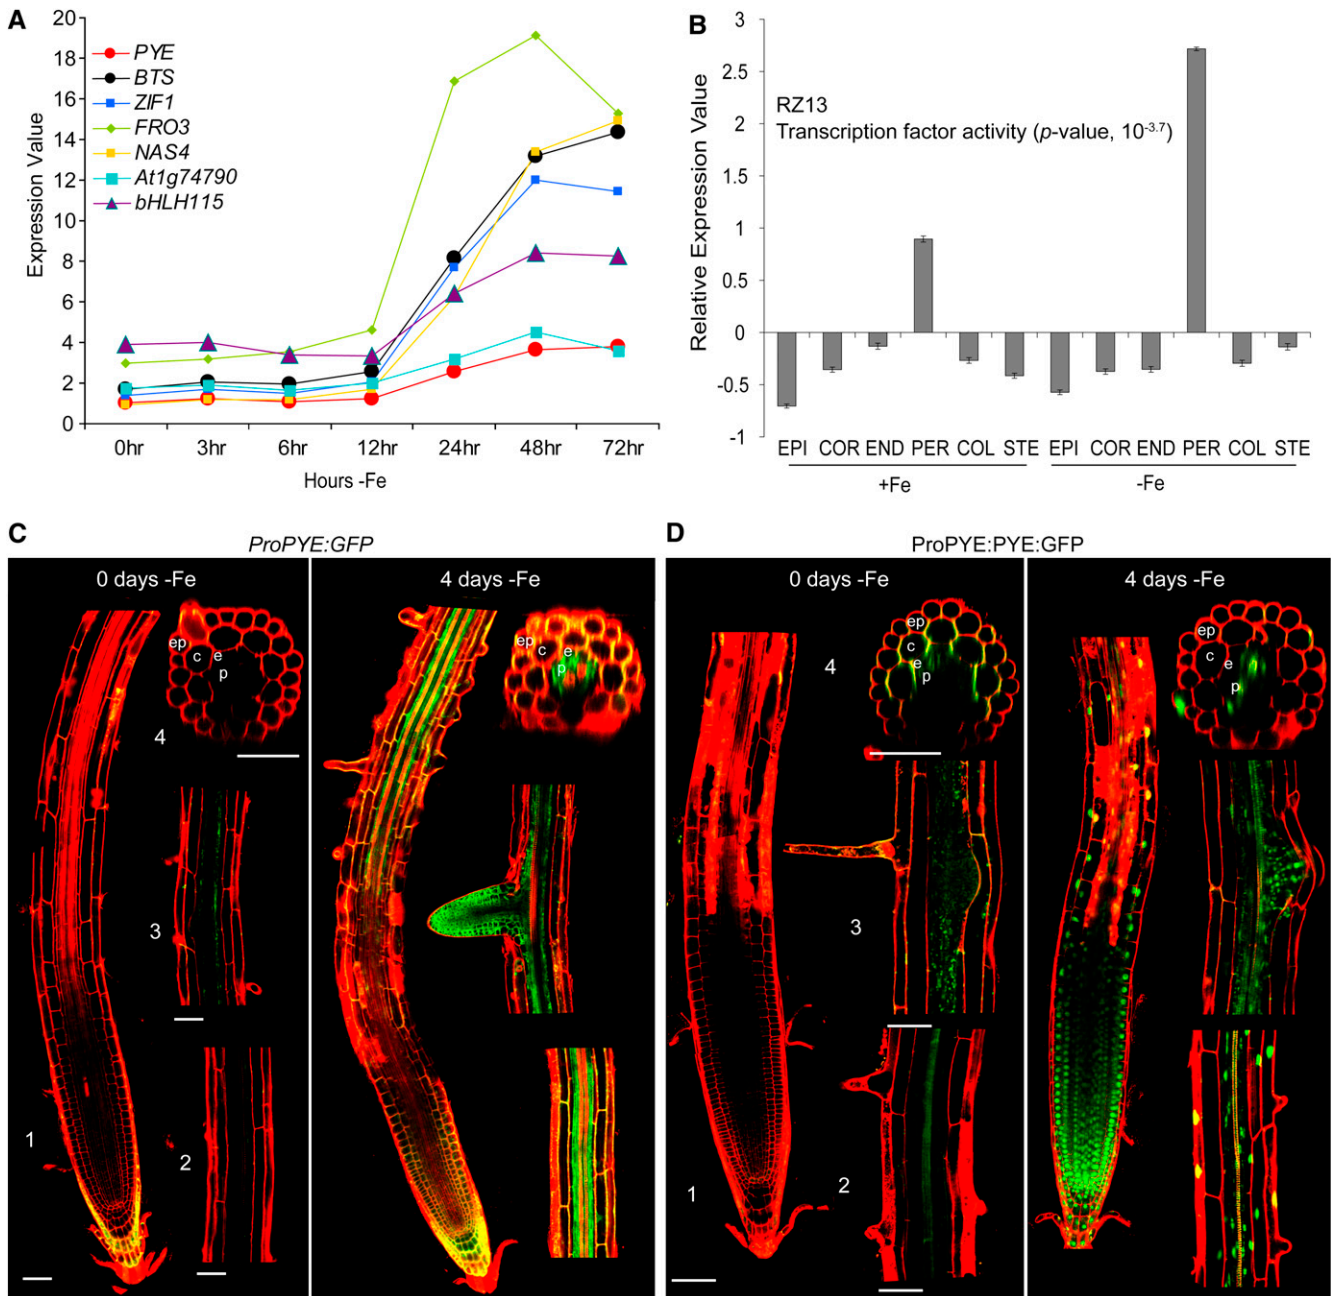 A
20
18
16
14
12
10
8
6
4
2
0
Expression Value
PYE
BTS
ZIF1
FRO3
NAS4
At1g74790
bHLH115
0hr 3hr 6hr 12hr 24hr 48hr 72hr
Hours -Fe
B
3
2.5
2
1.5
1
0.5
0
-0.5
-1
Relative Expression Value
RZ13
Transcription factor activity (p-value, 10-3.7)
EPI COR END PER COL STE EPI COR END PER COL STE
+Fe -Fe
C
ProPYE:GFP
0 days -Fe 4 days -Fe
ep
c
e
p
4
3
2
1
ep
c
e
p
D
ProPYE:PYE:GFP
0 days -Fe 4 days -Fe
ep
c
e
p
4
3
2
1
ep
c
e
p